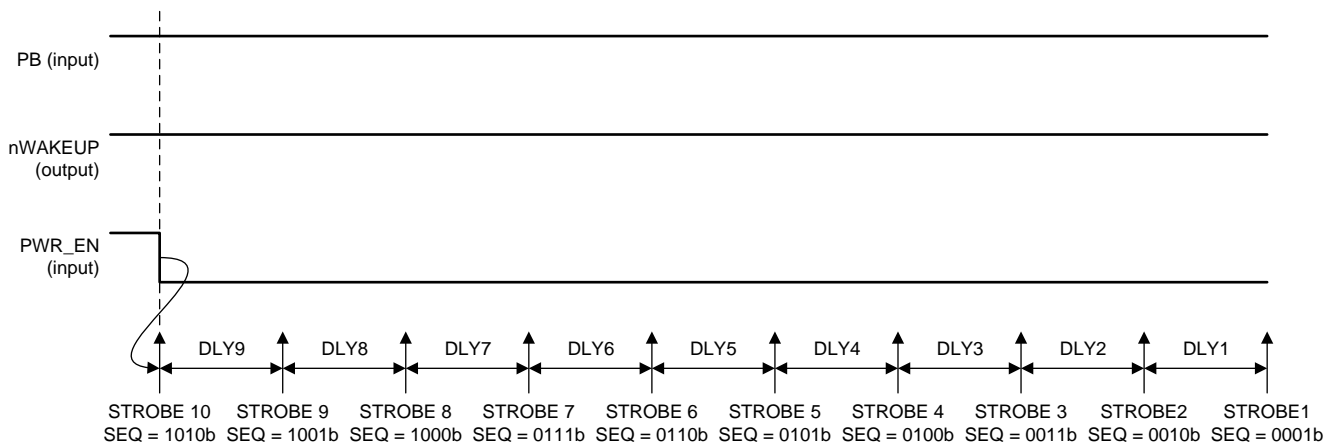 PB (input)
nWAKEUP
(output)
PWR_EN
(input)
DLY9 DLY8 DLY7 DLY6 DLY5 DLY4 DLY3 DLY2 DLY1
STROBE 10 STROBE 9 STROBE 8 STROBE 7 STROBE 6 STROBE 5 STROBE 4 STROBE 3 STROBE2 STROBE1
SEQ = 1010b SEQ = 1001b SEQ = 1000b SEQ = 0111b SEQ = 0110b SEQ = 0101b SEQ = 0100b SEQ = 0011b SEQ = 0010b SEQ = 0001b